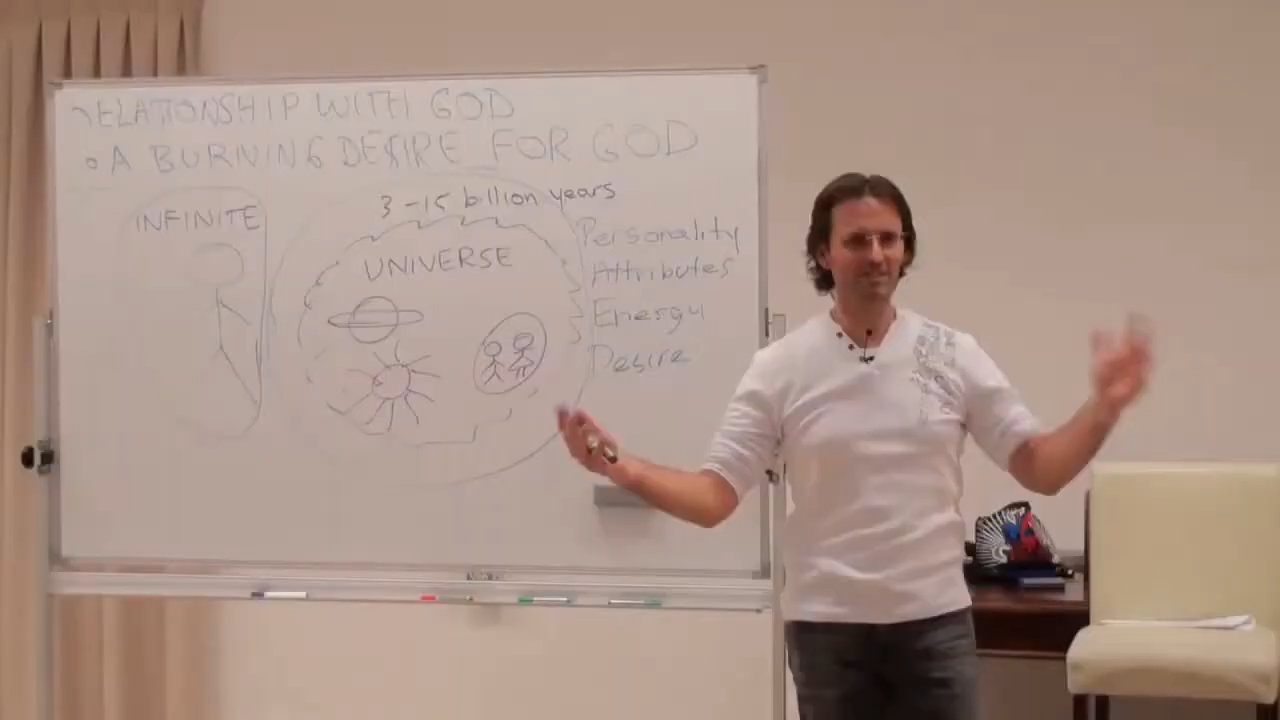 RELATIONSHIP WITH GOD
• A BURNING DESIRE FOR GOD
3-15 billion years
INFINITE
UNIVERSE
Personality
Attributes
Energy
Desire